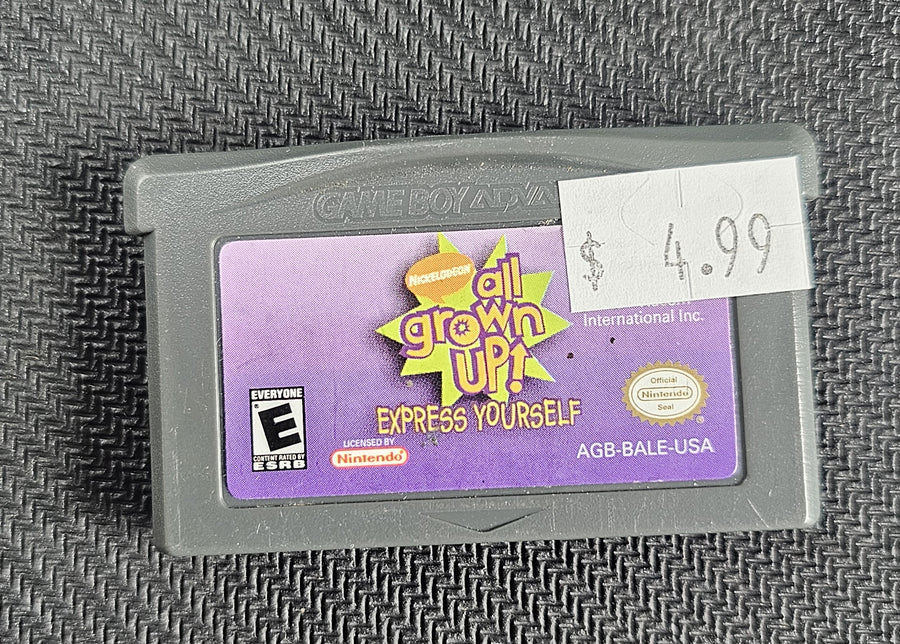 GAME BOY ADVA
$ 4.99
NICKELODEON
all
grown
UP!
EXPRESS YOURSELF
International Inc.
EVERYONE
E
CONTENT RATED BY
ESRB
LICENSED BY
Nintendo®
Official
Nintendo
Seal
AGB-BALE-USA